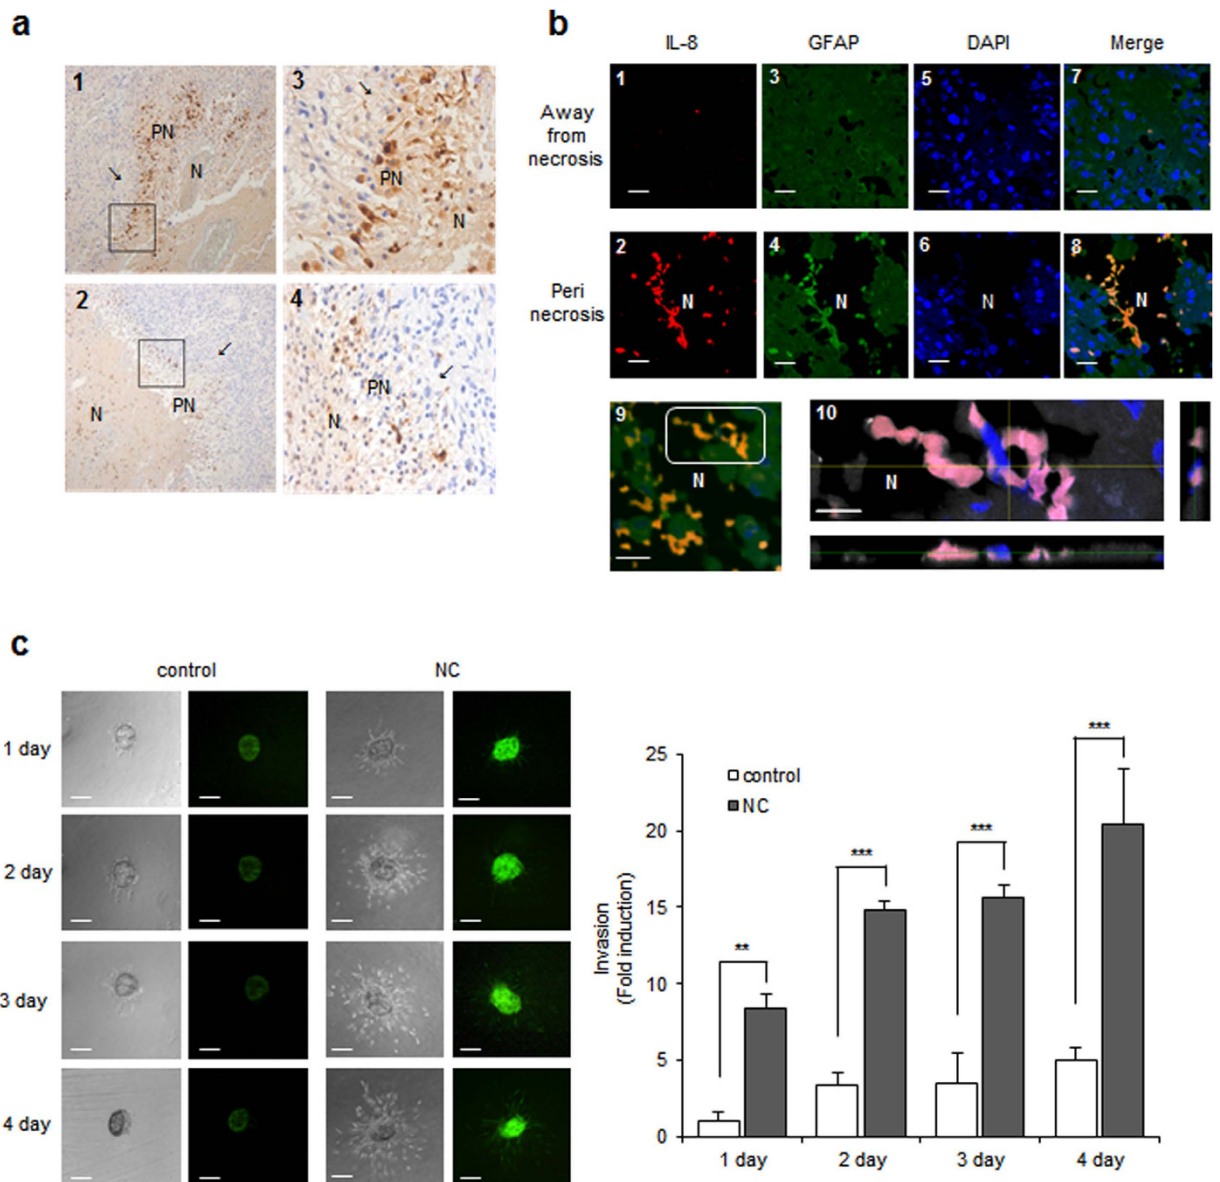 a
1
PN
N
3
PN
N
2
N
PN
4
PN
N
b
IL-8 GFAP DAPI Merge
Away
from
necrosis
1 3 5 7
Peri
necrosis
2 4 6 8
N N N N
9
N
10
N
c
control NC
1 day
2 day
3 day
4 day
Invasion
(Fold induction)
25
20
15
10
5
0
control
NC
**
***
***
***
1 day 2 day 3 day 4 day